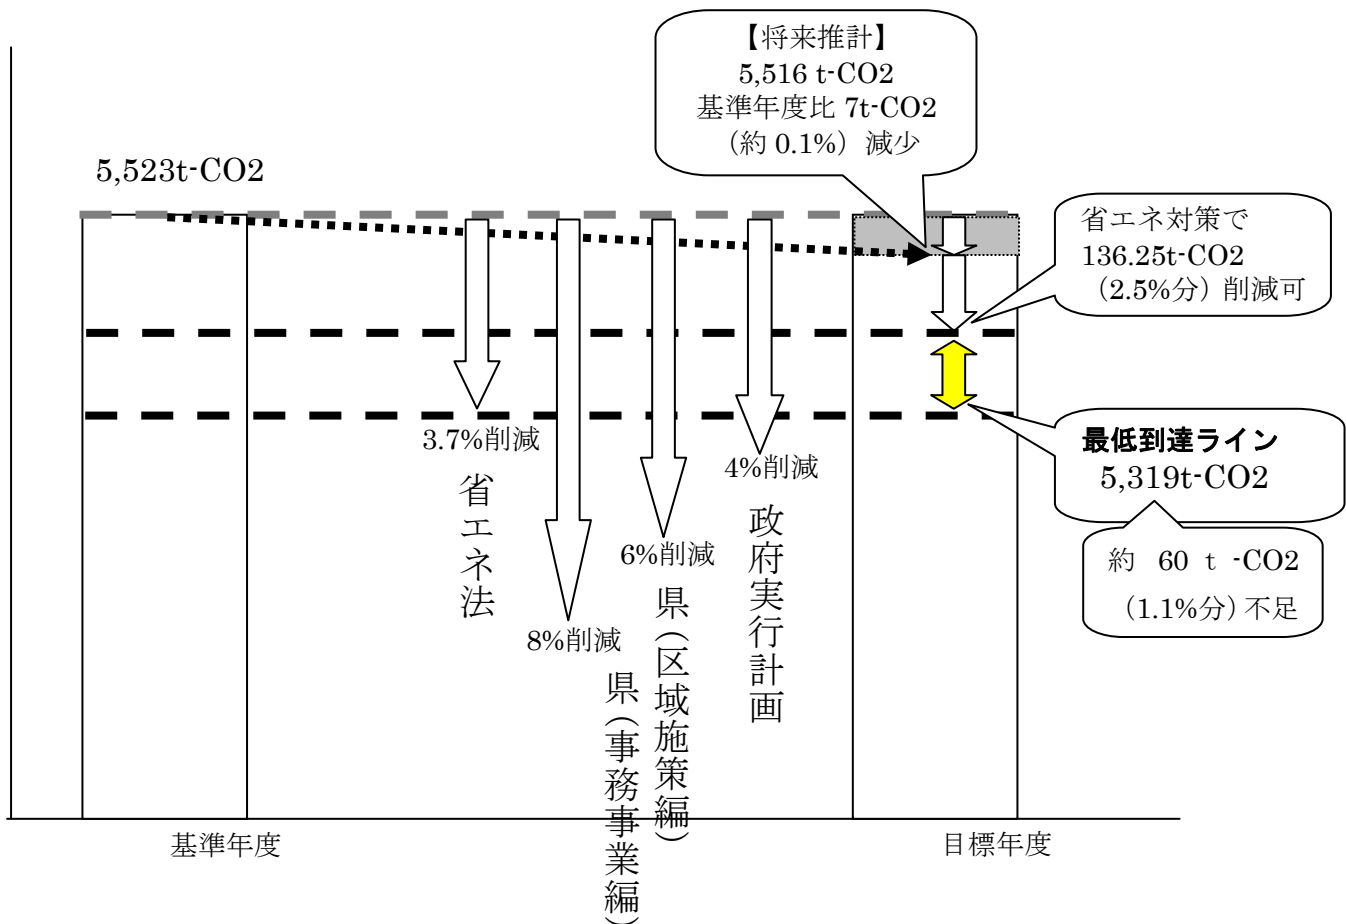 【将来推計】
5,516 t-CO2
基準年度比 7t-CO2
（約 0.1%）減少
5,523t-CO2
省エネ対策で
136.25t-CO2
（2.5%分）削減可
最低到達ライン
5,319t-CO2
約 60 ｔ -CO2
（1.1%分）不足
3.7%削減
省エネ法
8%削減
県（事務事業編）
6%削減
県（区域施策編）
4%削減
政府実行計画
基準年度
目標年度